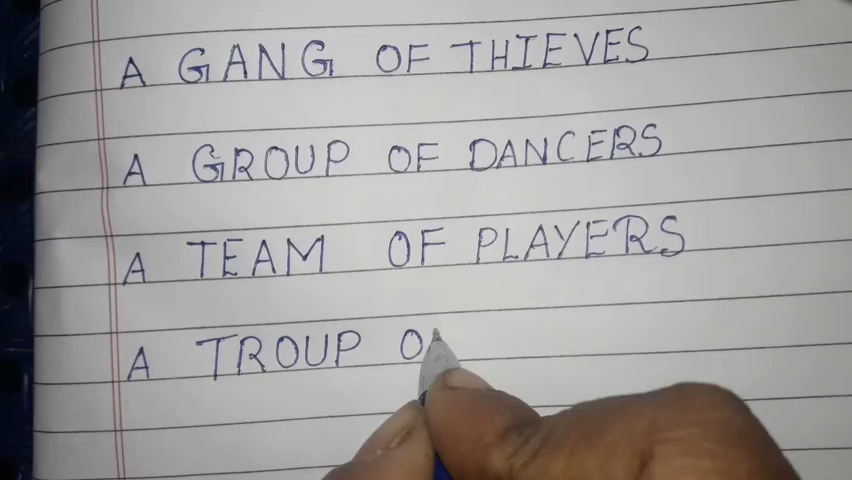 A GANG OF THIEVES
A GROUP OF DANCERS
A TEAM OF PLAYERS
A TROUP O